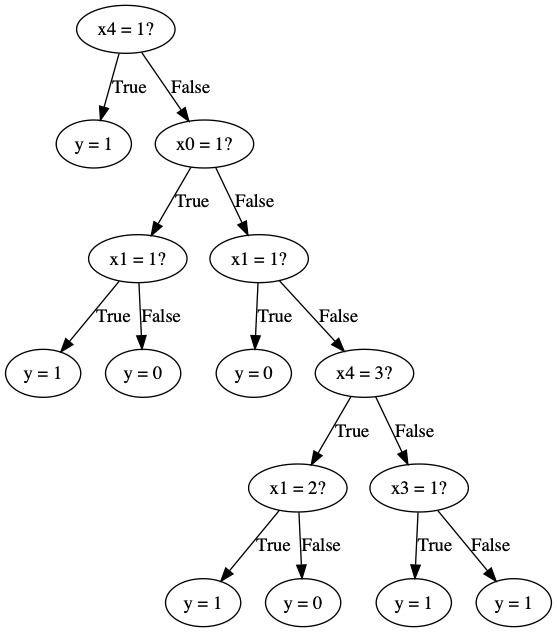 x4 = 1?
True
False
y = 1
x0 = 1?
True
False
x1 = 1?
x1 = 1?
True
False
True
False
y = 1
y = 0
y = 0
x4 = 3?
True
False
x1 = 2?
x3 = 1?
True
False
True
False
y = 1
y = 0
y = 1
y = 1